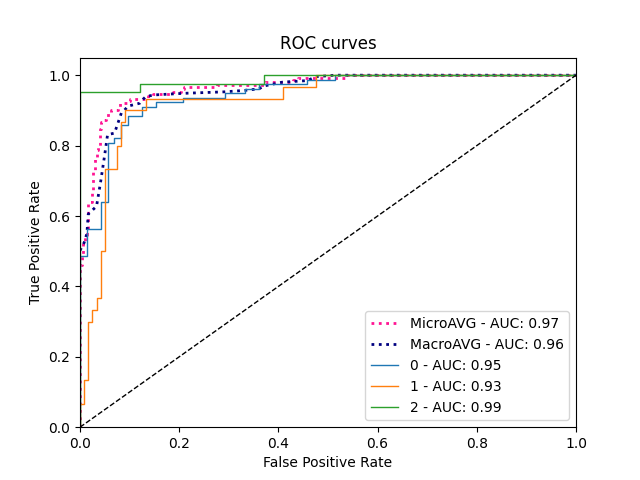 ROC curves
True Positive Rate
1.0
0.8
0.6
0.4
0.2
0.0
MicroAVG - AUC: 0.97
MacroAVG - AUC: 0.96
0 - AUC: 0.95
1 - AUC: 0.93
2 - AUC: 0.99
0.0 0.2 0.4 0.6 0.8 1.0
False Positive Rate